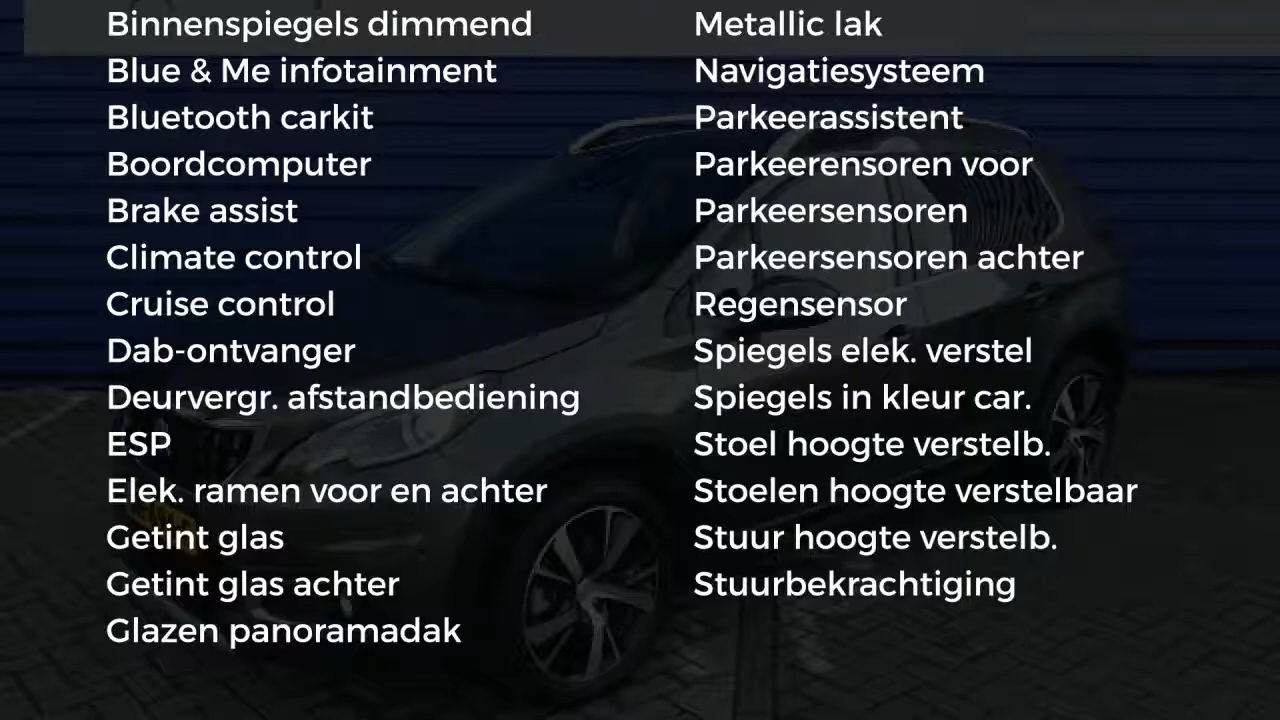 Binnenspiegels dimmend
Blue & Me infotainment
Bluetooth carkit
Boordcomputer
Brake assist
Climate control
Cruise control
Dab-ontvanger
Deurvergr. afstandbediening
ESP
Elek. ramen voor en achter
Getint glas
Getint glas achter
Glazen panoramadak
Metallic lak
Navigatiesysteem
Parkeerassistent
Parkeerensoren voor
Parkeersensoren
Parkeersensoren achter
Regensensor
Spiegels elek. verstel
Spiegels in kleur car.
Stoel hoogte verstelb.
Stoelen hoogte verstelbaar
Stuur hoogte verstelb.
Stuurbekrachtiging